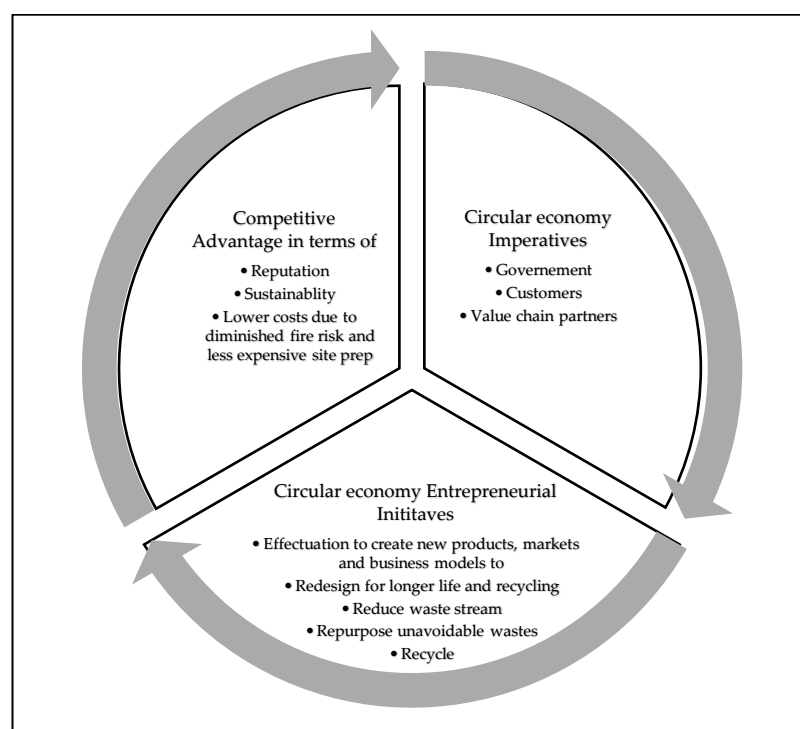 Competitive
Advantage in terms of
• Reputation
• Sustainablity
• Lower costs due to
diminished fire risk and
less expensive site prep
Circular economy
Imperatives
• Governement
• Customers
• Value chain partners
Circular economy Entrepreneurial
Inititaves
• Effectuation to create new products, markets
and business models to
• Redesign for longer life and recycling
• Reduce waste stream
• Repurpose unavoidable wastes
• Recycle